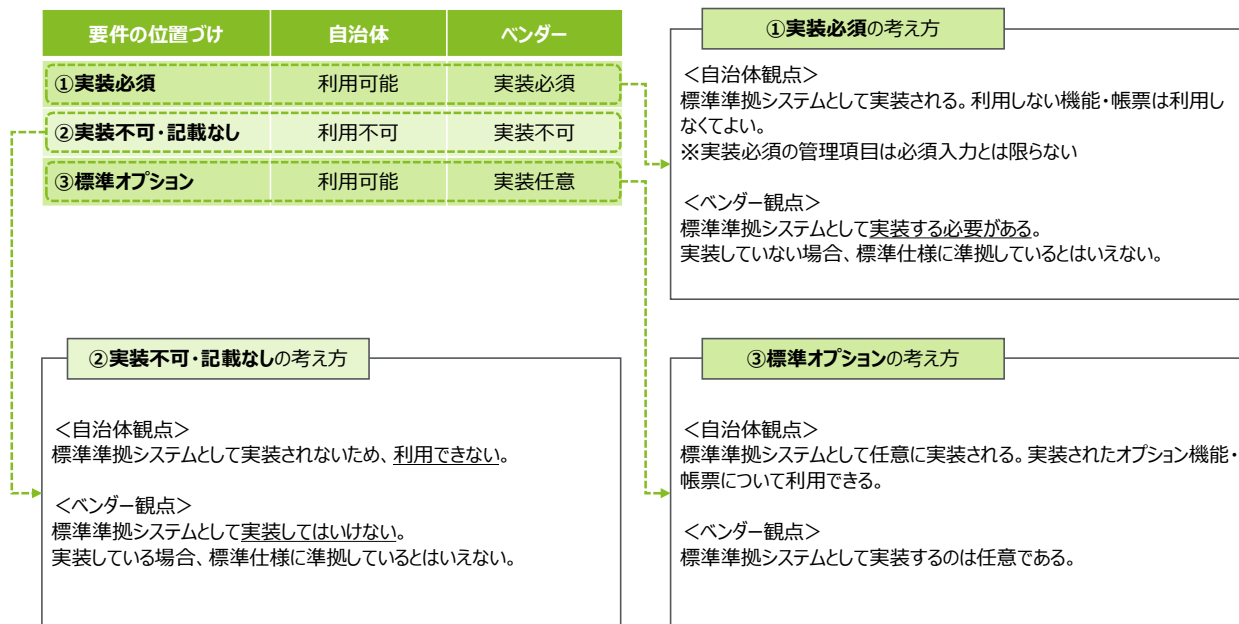 要件の位置づけ 自治体 ベンダー
①実装必須 利用可能 実装必須
②実装不可・記載なし 利用不可 実装不可
③標準オプション 利用可能 実装任意
①実装必須の考え方
<自治体観点>
標準準拠システムとして実装される。利用しない機能・帳票は利用し
なくてよい。
※実装必須の管理項目は必須入力とは限らない
<ベンダー観点>
標準準拠システムとして実装する必要がある。
実装していない場合、標準仕様に準拠しているとはいえない。
②実装不可・記載なしの考え方
<自治体観点>
標準準拠システムとして実装されないため、利用できない。
<ベンダー観点>
標準準拠システムとして実装してはいけない。
実装している場合、標準仕様に準拠しているとはいえない。
③標準オプションの考え方
<自治体観点>
標準準拠システムとして任意に実装される。実装されたオプション機能・
帳票について利用できる。
<ベンダー観点>
標準準拠システムとして実装するのは任意である。